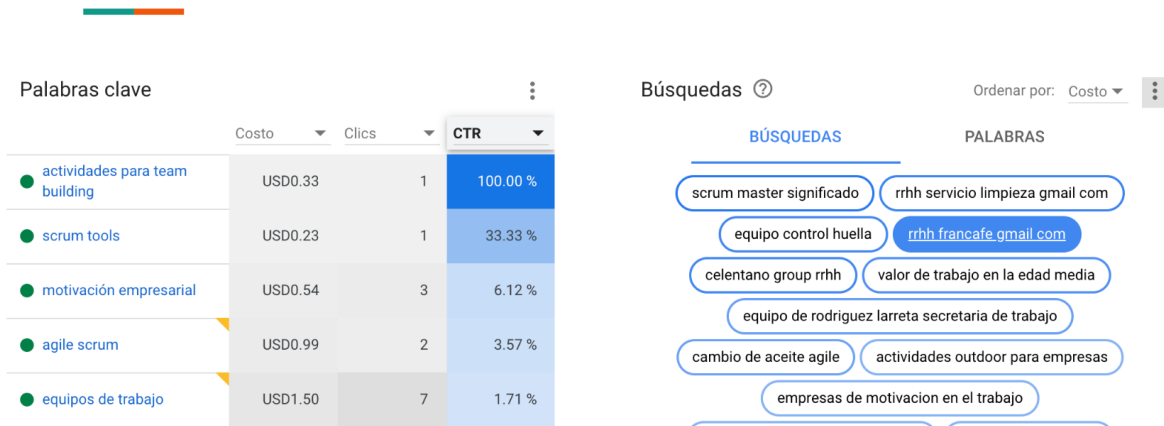 Palabras clave
Costo Clics CTR
actividades para team
building
USD0.33 1 100.00 %
scrum tools USD0.23 1 33.33 %
motivación empresarial USD0.54 3 6.12 %
agile scrum USD0.99 2 3.57 %
equipos de trabajo USD1.50 7 1.71 %
Búsquedas ?
Ordenar por: Costo
BÚSQUEDAS PALABRAS
scrum master significado rrhh servicio limpieza gmail com
equipo control huella rrhh francafe gmail com
celentano group rrhh valor de trabajo en la edad media
equipo de rodriguez larreta secretaria de trabajo
cambio de aceite agile actividades outdoor para empresas
empresas de motivacion en el trabajo